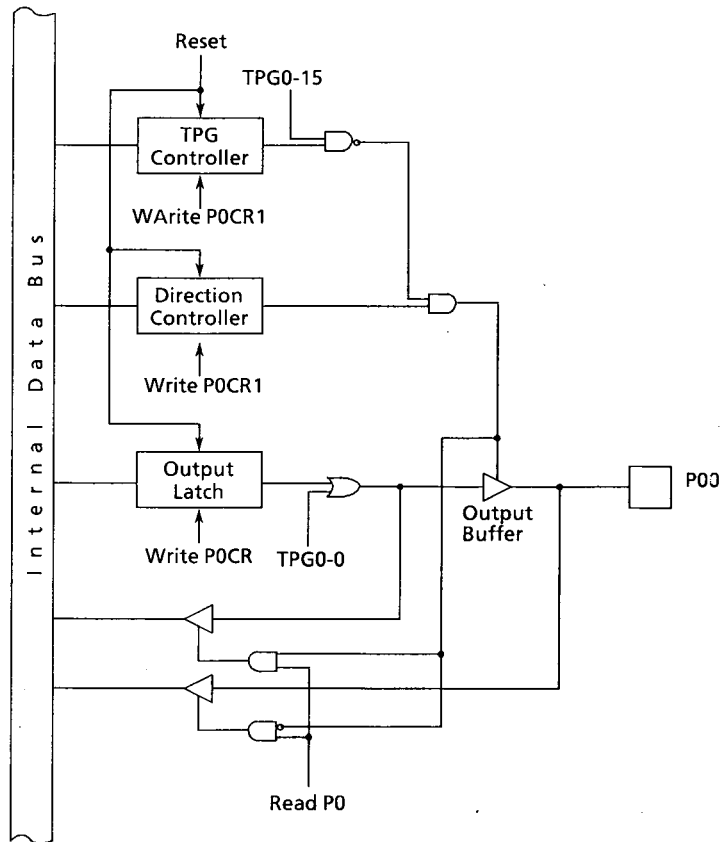 Reset
TPG0-15
TPG
Controller
WArite P0CR1
Direction
Controller
Write P0CR1
Output
Latch
Write P0CR
TPG0-0
Output
Buffer
P00
Read P0
Internal Data Bus